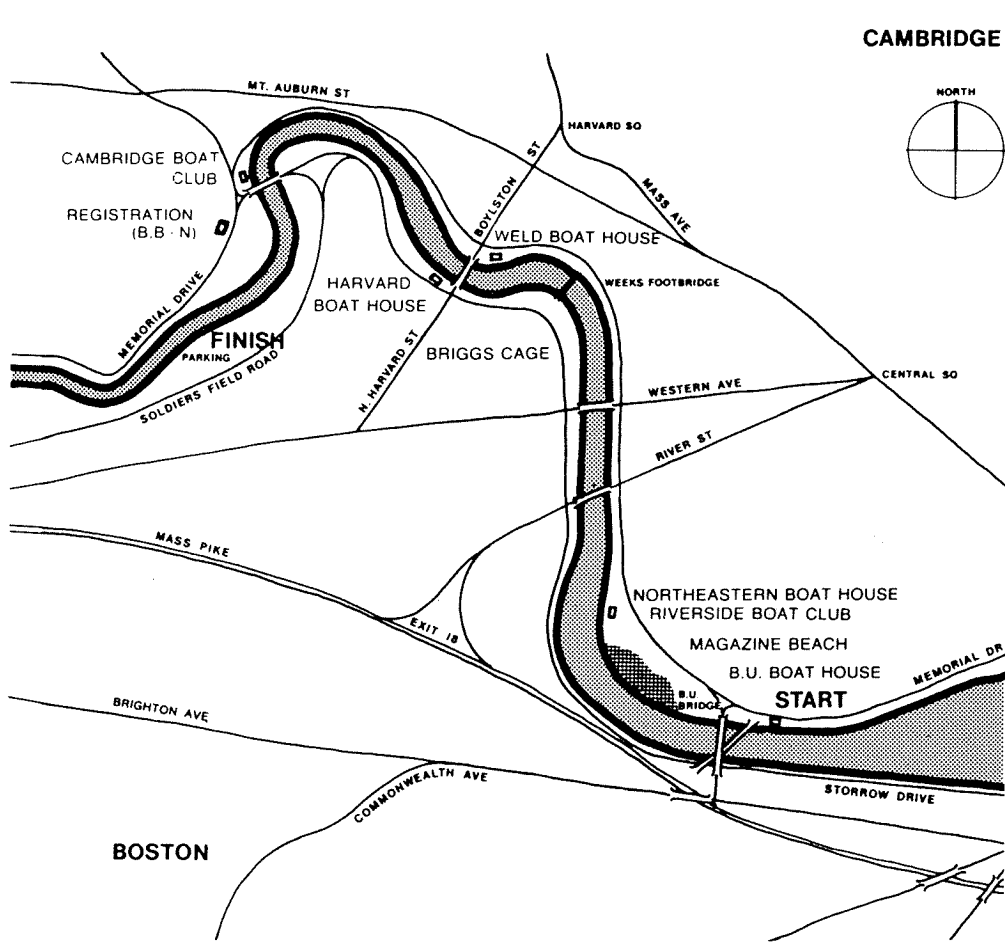 CAMBRIDGE
NORTH
MT. AUBURN ST
HARVARD SQ
CAMBRIDGE BOAT
CLUB
BOYLSTON ST
MASS AVE
REGISTRATION
(B.B - N)
WELD BOAT HOUSE
HARVARD
BOAT HOUSE
WEEKS FOOTBRIDGE
MEMORIAL DRIVE
FINISH
PARKING
SOLDIERS FIELD ROAD
N. HARVARD ST
BRIGGS CAGE
WESTERN AVE
CENTRAL SQ
RIVER ST
MASS PIKE
EXIT 18
NORTHEASTERN BOAT HOUSE
RIVERSIDE BOAT CLUB
MAGAZINE BEACH
B.U. BOAT HOUSE
MEMORIAL DR
B.U.
BRIDGE
START
BRIGHTON AVE
COMMONWEALTH AVE
STORROW DRIVE
BOSTON